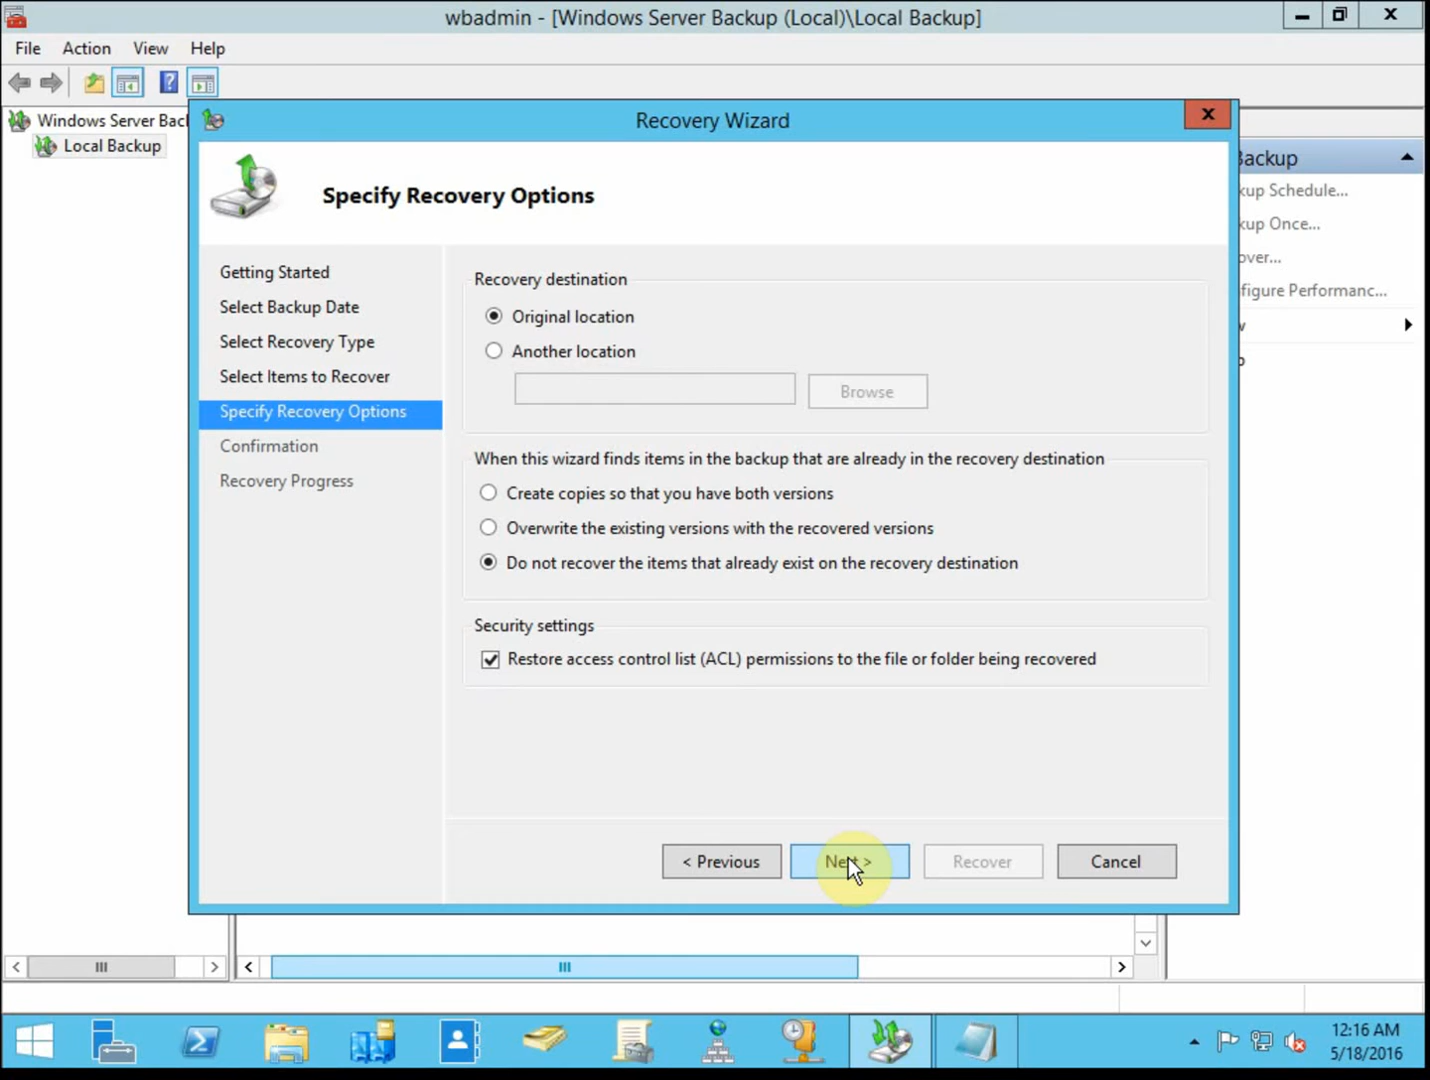 wbadmin - [Windows Server Backup (Local)\Local Backup]
File Action View Help
Windows Server Bac
Local Backup
Recovery Wizard
Specify Recovery Options
Getting Started
Select Backup Date
Select Recovery Type
Select Items to Recover
Specify Recovery Options
Confirmation
Recovery Progress
Recovery destination
Original location
Another location
Browse
When this wizard finds items in the backup that are already in the recovery destination
Create copies so that you have both versions
Overwrite the existing versions with the recovered versions
Do not recover the items that already exist on the recovery destination
Security settings
Restore access control list (ACL) permissions to the file or folder being recovered
< Previous Next > Recover Cancel
Backup
kup Schedule...
kup Once...
over...
figure Performanc...
w
p
12:16 AM
5/18/2016